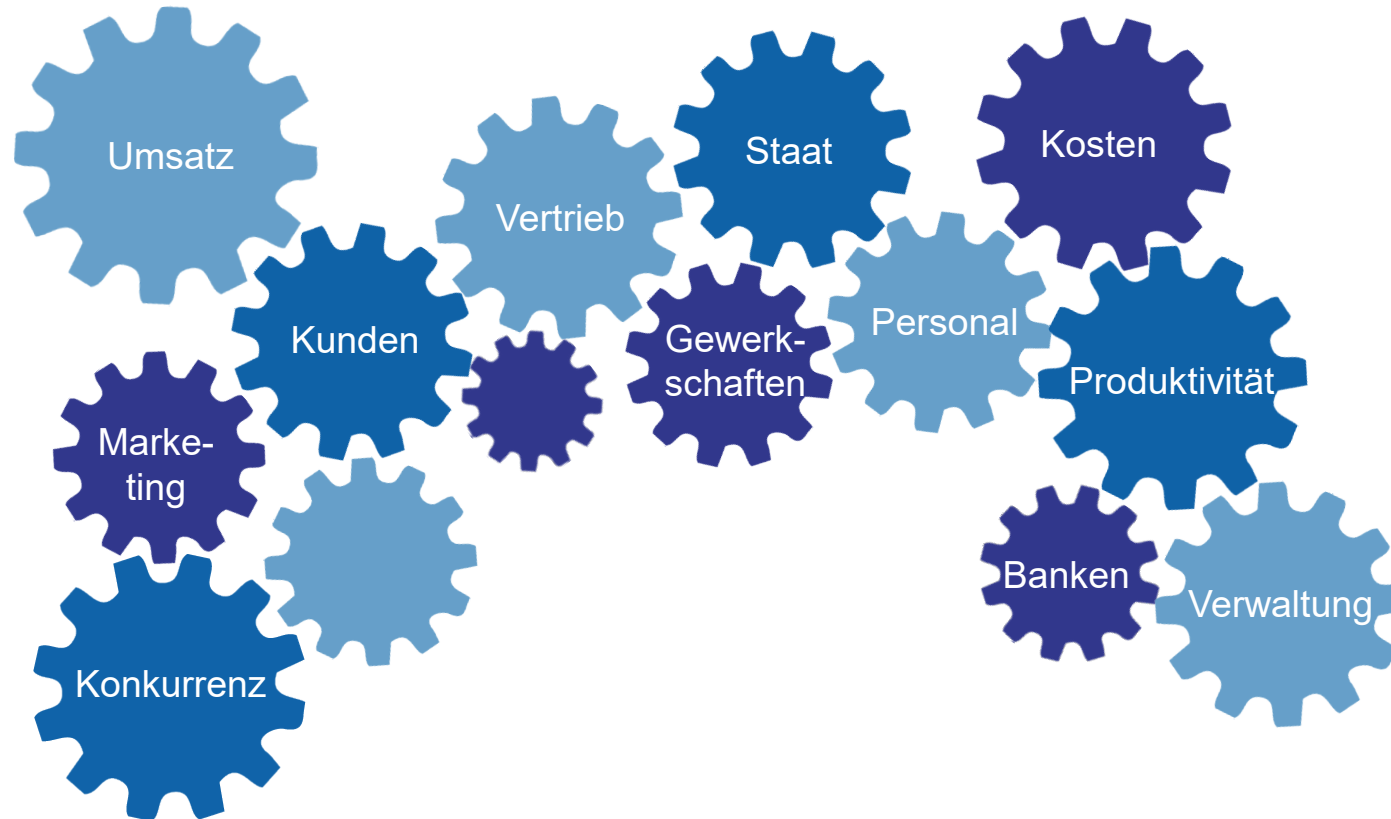 Umsatz
Vertrieb
Staat
Kosten
Kunden
Gewerk-
schaften
Personal
Produktivität
Marke-
ting
Banken
Verwaltung
Konkurrenz